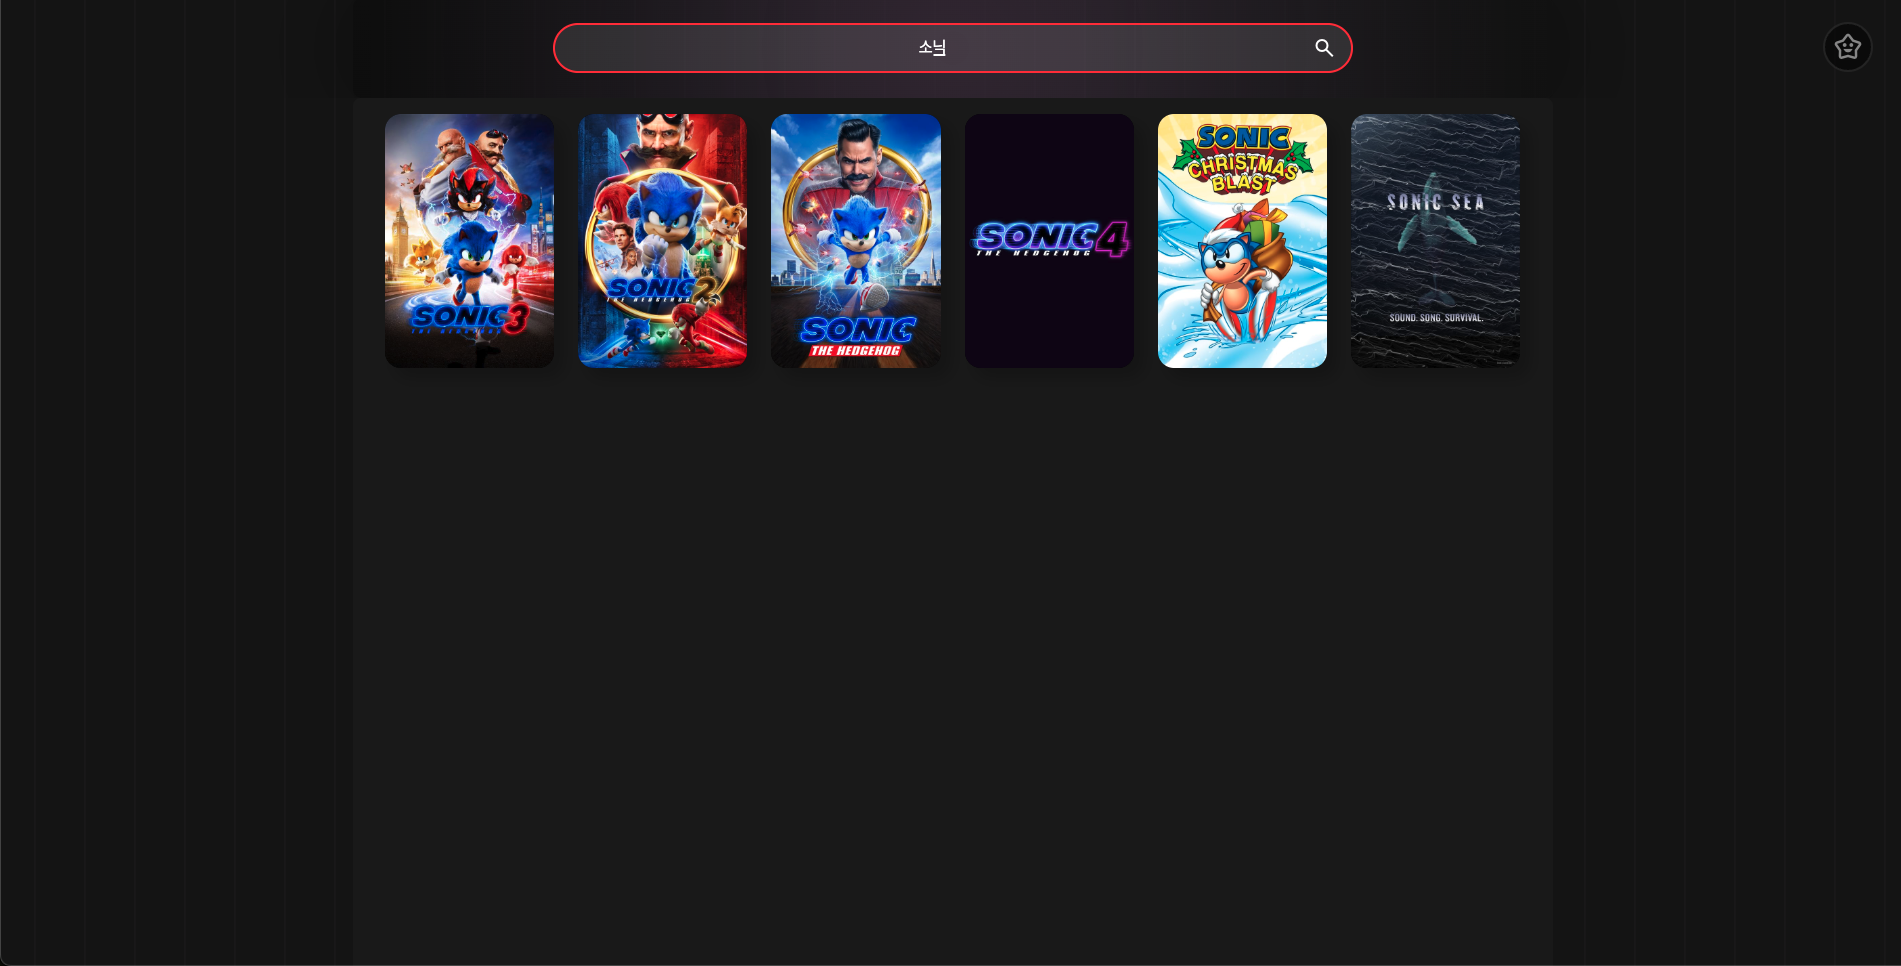 소닠
SONIC 3
THE HEDGEHOG
SONIC 2
THE HEDGEHOG
SONIC
THE HEDGEHOG
SONIC 4
THE HEDGEHOG
SONIC
CHRISTMAS
BLAST
SONIC SEA
SOUND. SONG. SURVIVAL.